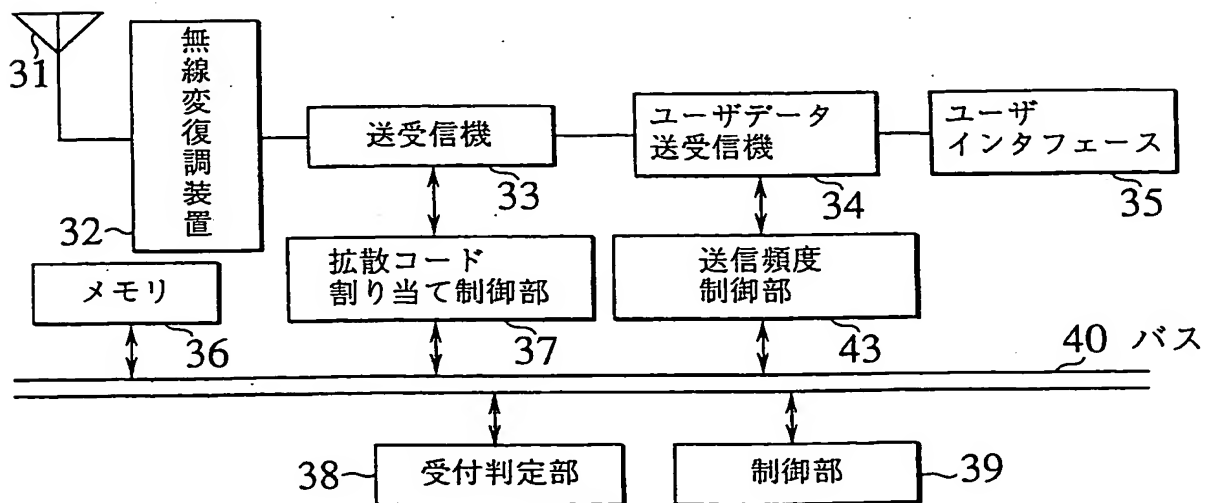 31
無線変復調装置
32
送受信機
33
ユーザデータ
送受信機
34
ユーザ
インタフェース
35
メモリ
36
拡散コード
割り当て制御部
37
送信頻度
制御部
43
40 バス
38
受付判定部
制御部
39